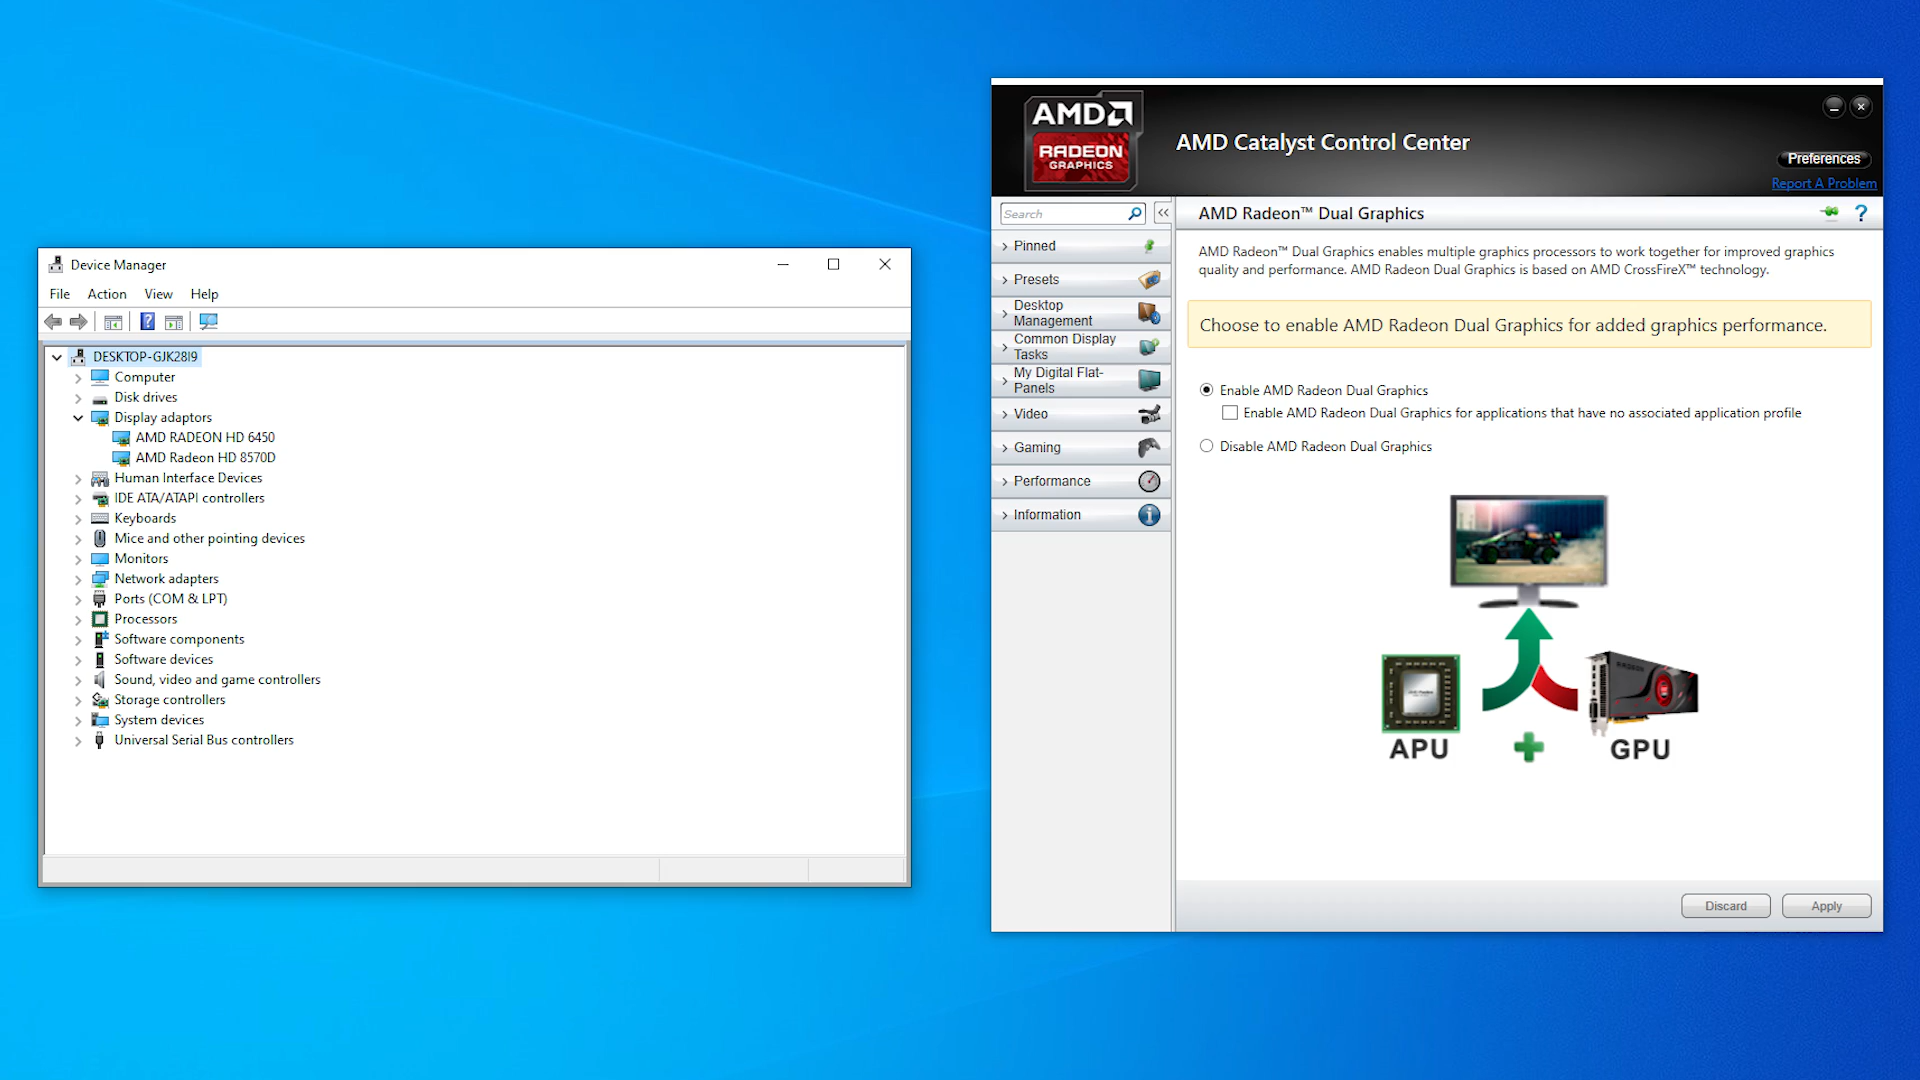 Device Manager
File Action View Help
DESKTOP-GJK28I9
Computer
Disk drives
Display adaptors
AMD RADEON HD 6450
AMD Radeon HD 8570D
Human Interface Devices
IDE ATA/ATAPI controllers
Keyboards
Mice and other pointing devices
Monitors
Network adapters
Ports (COM & LPT)
Processors
Software components
Software devices
Sound, video and game controllers
Storage controllers
System devices
Universal Serial Bus controllers
AMD
RADEON
GRAPHICS
AMD Catalyst Control Center
Preferences
Report A Problem
Search
Pinned
Presets
Desktop
Management
Common Display
Tasks
My Digital Flat-
Panels
Video
Gaming
Performance
Information
AMD Radeon™ Dual Graphics
AMD Radeon™ Dual Graphics enables multiple graphics processors to work together for improved graphics
quality and performance. AMD Radeon Dual Graphics is based on AMD CrossFireX™ technology.
Choose to enable AMD Radeon Dual Graphics for added graphics performance.
Enable AMD Radeon Dual Graphics
Enable AMD Radeon Dual Graphics for applications that have no associated application profile
Disable AMD Radeon Dual Graphics
RADEON
APU
GPU
Discard Apply